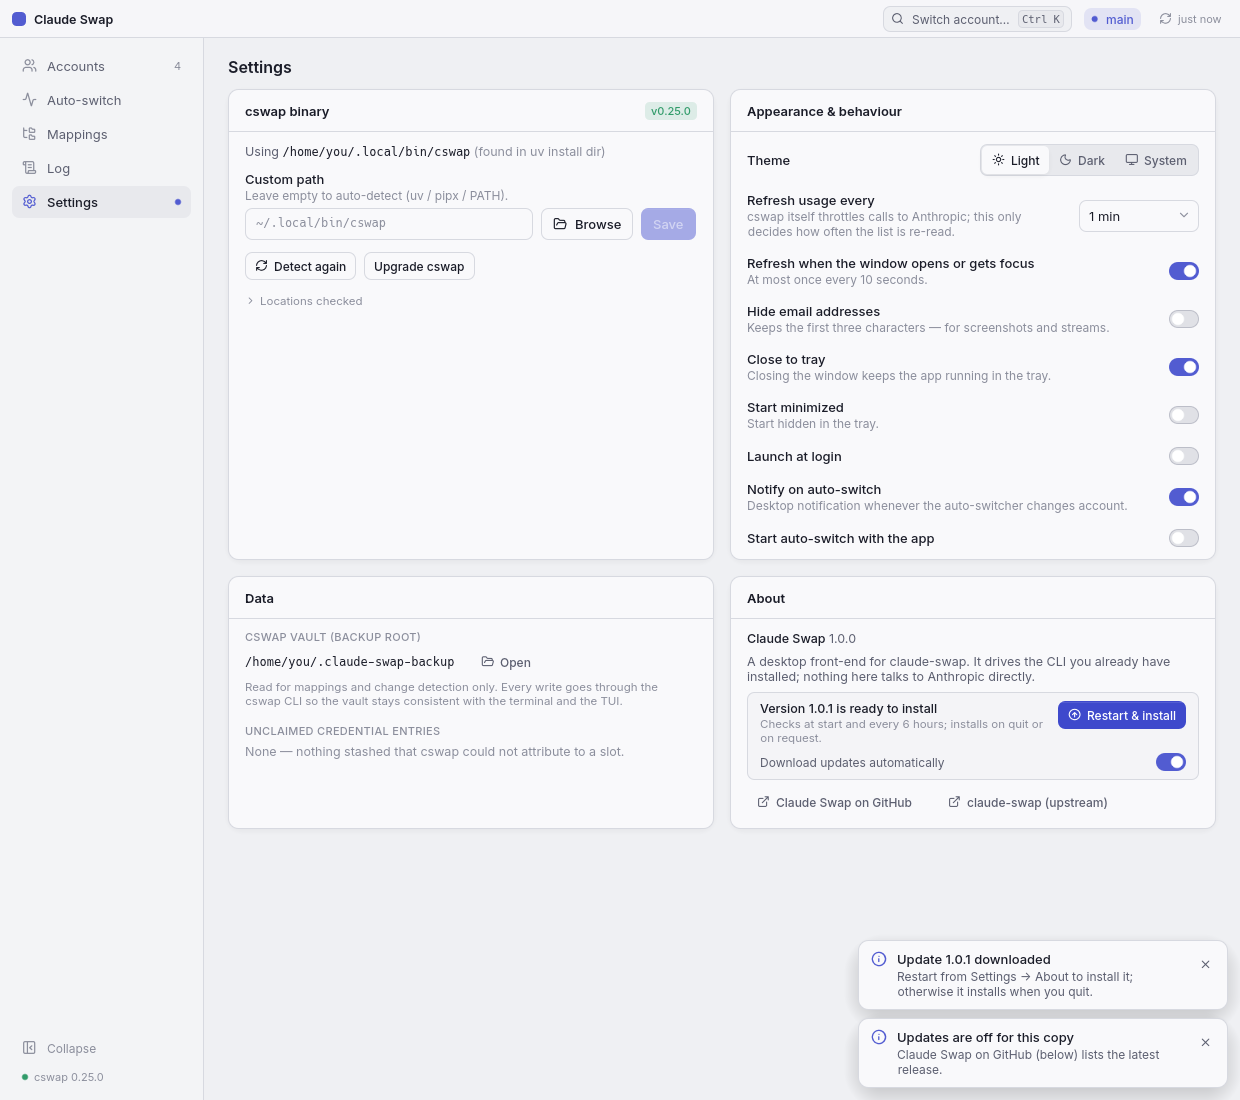 Claude Swap
Switch account... Ctrl K
main
just now
Accounts 4
Auto-switch
Mappings
Log
Settings
Collapse
cswap 0.25.0
Settings
cswap binary v0.25.0
Using /home/you/.local/bin/cswap (found in uv install dir)
Custom path
Leave empty to auto-detect (uv / pipx / PATH).
~/.local/bin/cswap Browse Save
Detect again Upgrade cswap
Locations checked
Appearance & behaviour
Theme Light Dark System
Refresh usage every
cswap itself throttles calls to Anthropic; this only
decides how often the list is re-read.
1 min
Refresh when the window opens or gets focus
At most once every 10 seconds.
Hide email addresses
Keeps the first three characters — for screenshots and streams.
Close to tray
Closing the window keeps the app running in the tray.
Start minimized
Start hidden in the tray.
Launch at login
Notify on auto-switch
Desktop notification whenever the auto-switcher changes account.
Start auto-switch with the app
Data
CSWAP VAULT (BACKUP ROOT)
/home/you/.claude-swap-backup Open
Read for mappings and change detection only. Every write goes through the
cswap CLI so the vault stays consistent with the terminal and the TUI.
UNCLAIMED CREDENTIAL ENTRIES
None — nothing stashed that cswap could not attribute to a slot.
About
Claude Swap 1.0.0
A desktop front-end for claude-swap. It drives the CLI you already have
installed; nothing here talks to Anthropic directly.
Version 1.0.1 is ready to install
Checks at start and every 6 hours; installs on quit or
on request.
Restart & install
Download updates automatically
Claude Swap on GitHub claude-swap (upstream)
Update 1.0.1 downloaded
Restart from Settings → About to install it;
otherwise it installs when you quit.
Updates are off for this copy
Claude Swap on GitHub (below) lists the latest
release.